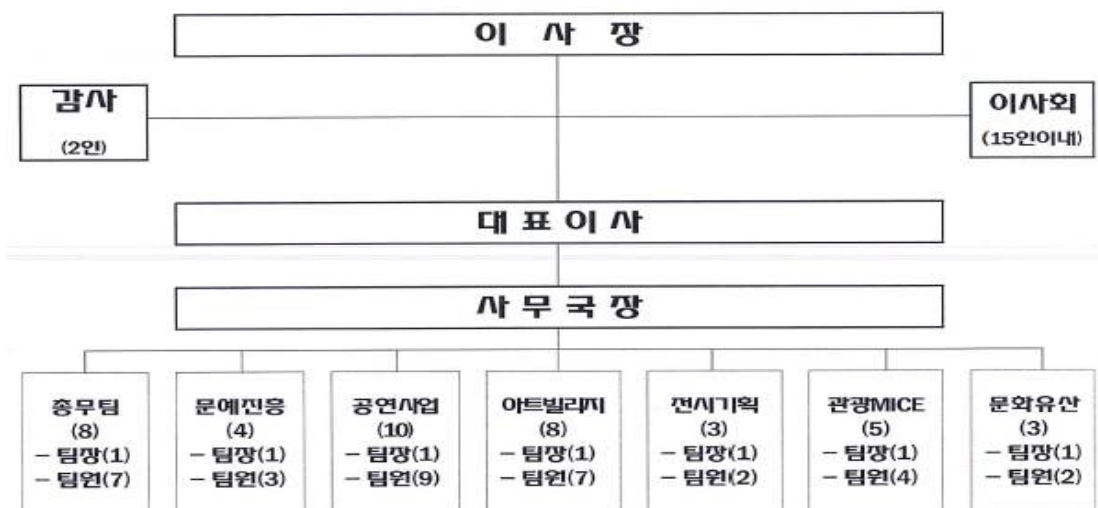 이 사 장
감사
(2인)
이사회
(15인이내)
대 표 이 사
사 무 국 장
총무팀
(8)
– 팀장(1)
– 팀원(7)
문예진흥
(4)
– 팀장(1)
– 팀원(3)
공연사업
(10)
– 팀장(1)
– 팀원(9)
아트빌리지
(8)
– 팀장(1)
– 팀원(7)
전시기획
(3)
– 팀장(1)
– 팀원(2)
관광MICE
(5)
– 팀장(1)
– 팀원(4)
문화유산
(3)
– 팀장(1)
– 팀원(2)